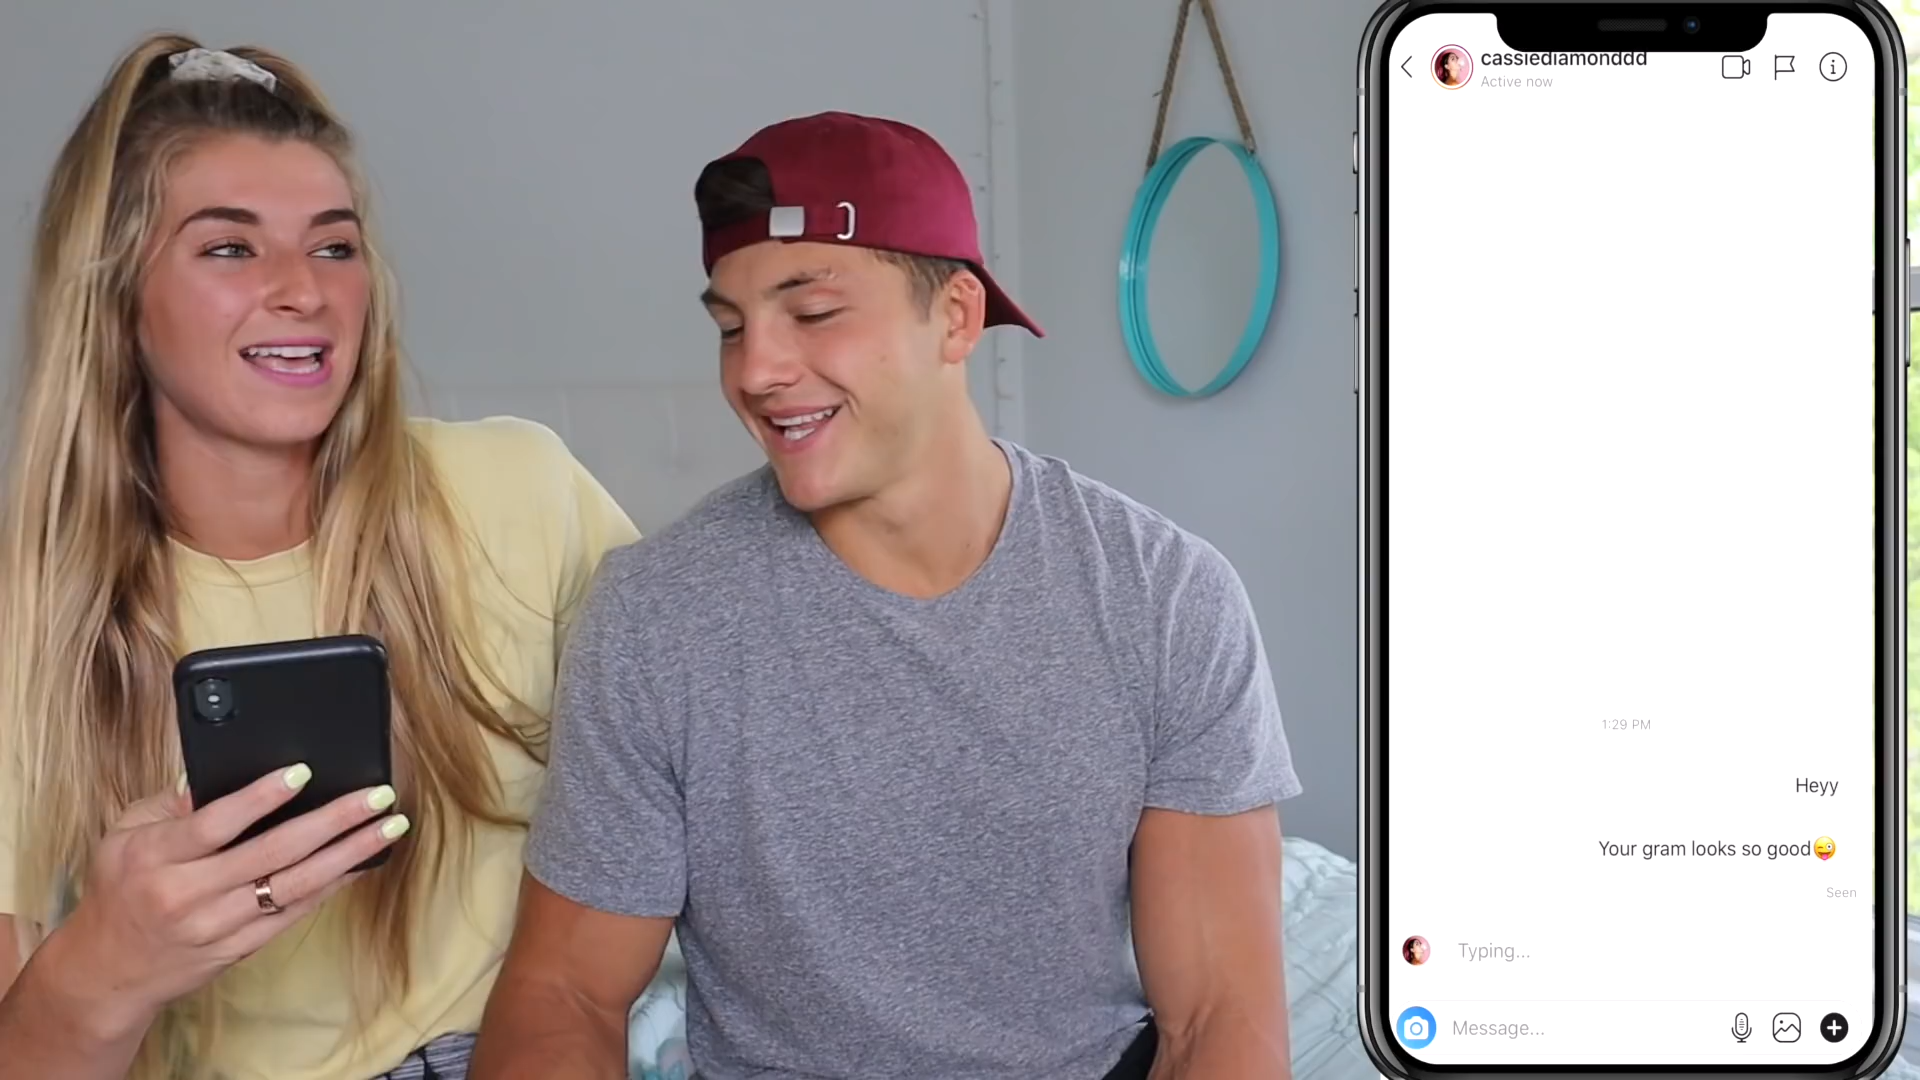 cassiediamonddd
Active now
1:29 PM
Heyy
Your gram looks so good😜
Seen
Typing...
Message...